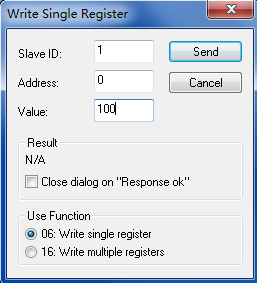 Write Single Register
Slave ID: 1
Send
Address: 0
Cancel
Value: 100
Result
N/A
Close dialog on "Response ok"
Use Function
06: Write single register
16: Write multiple registers